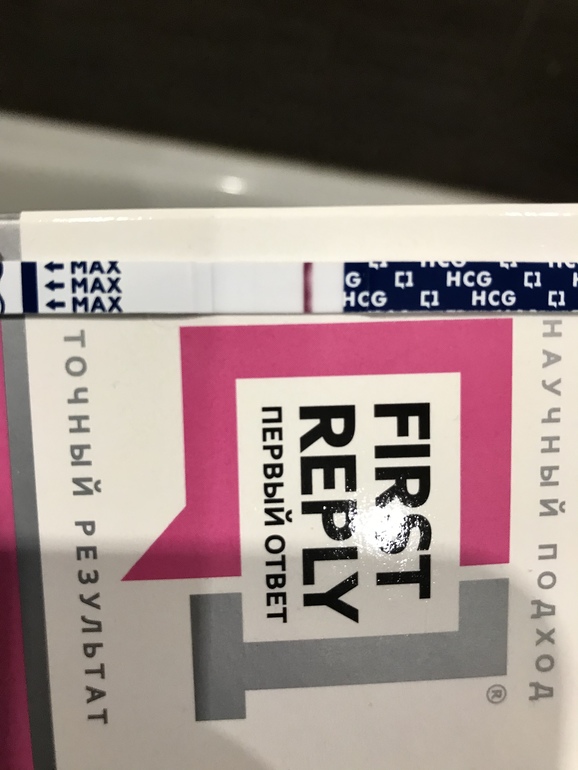 MAX
MAX
MAX
HCG
G HCG
HCG HCG
ТОЧНЫЙ РЕЗУЛЬТАТ
НАУЧНЫЙ ПОДХОД
FIRST
REPLY
ПЕРВЫЙ ОТВЕТ
®